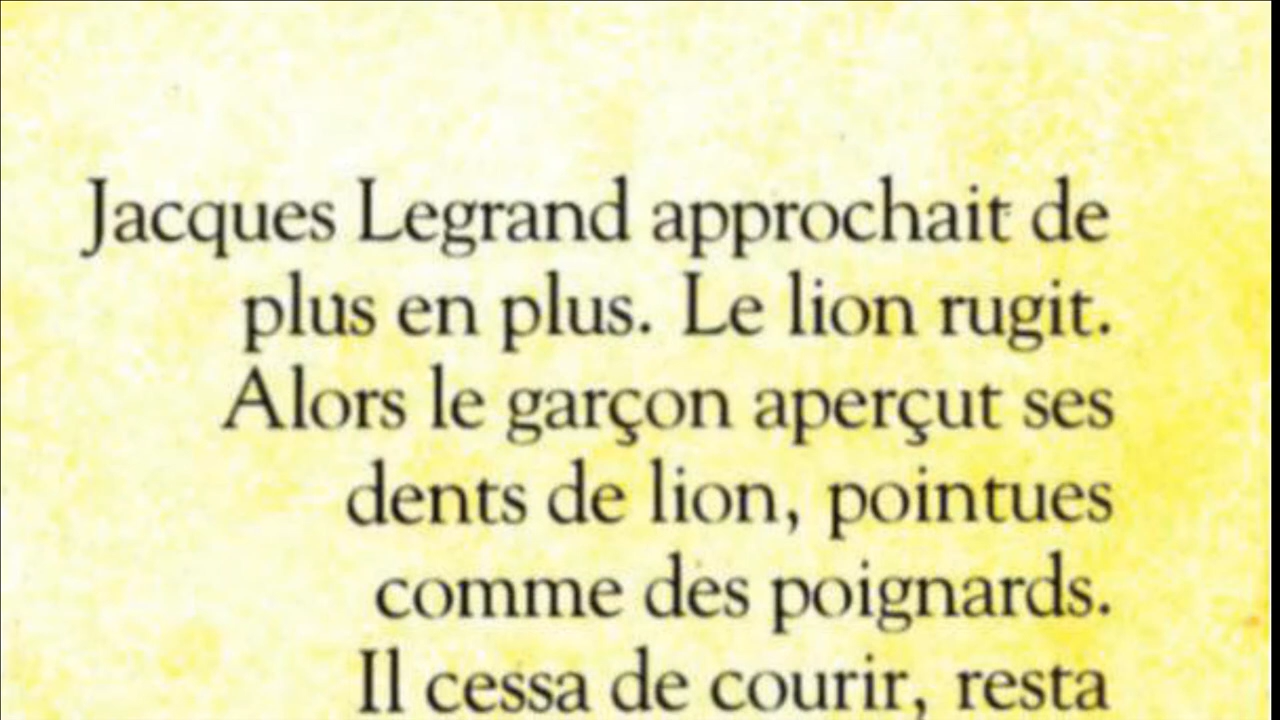 Jacques Legrand approchait de
plus en plus. Le lion rugit.
Alors le garçon aperçut ses
dents de lion, pointues
comme des poignards.
Il cessa de courir, resta